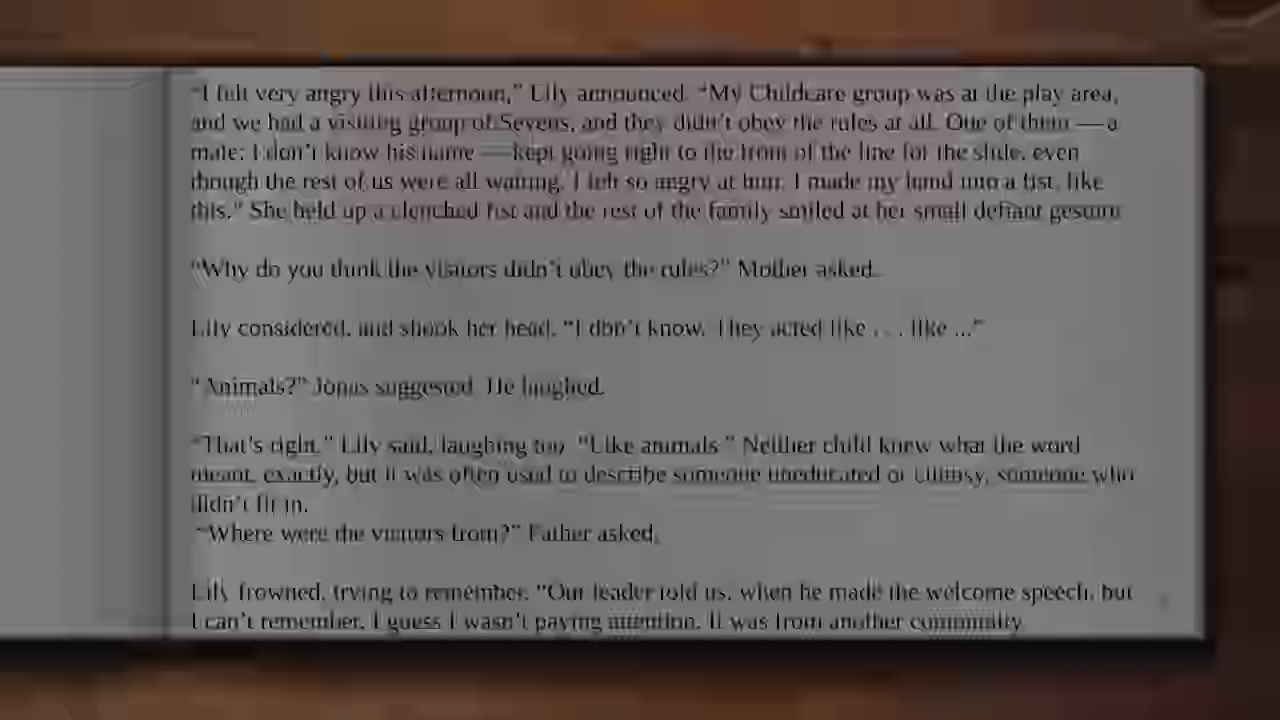 “I felt very angry this afternoon,” Lily announced. “My Childcare group was at the play area,
and we had a visiting group of Sevens, and they didn’t obey the rules at all. One of them — a
male; I don’t know his name — kept going right to the front of the line for the slide, even
though the rest of us were all waiting. I felt so angry at him. I made my hand into a fist, like
this.” She held up a clenched fist and the rest of the family smiled at her small defiant gesture
“Why do you think the visitors didn’t obey the rules?” Mother asked.
Lily considered, and shook her head. “I don’t know. They acted like . . . like ...”
“Animals?” Jonas suggested. He laughed.
“That’s right,” Lily said, laughing too. “Like animals.” Neither child knew what the word
meant, exactly, but it was often used to describe someone uneducated or clumsy, someone who
didn’t fit in.
“Where were the visitors from?” Father asked.
Lily frowned, trying to remember. “Our leader told us, when he made the welcome speech, but
I can’t remember. I guess I wasn’t paying attention. It was from another community.